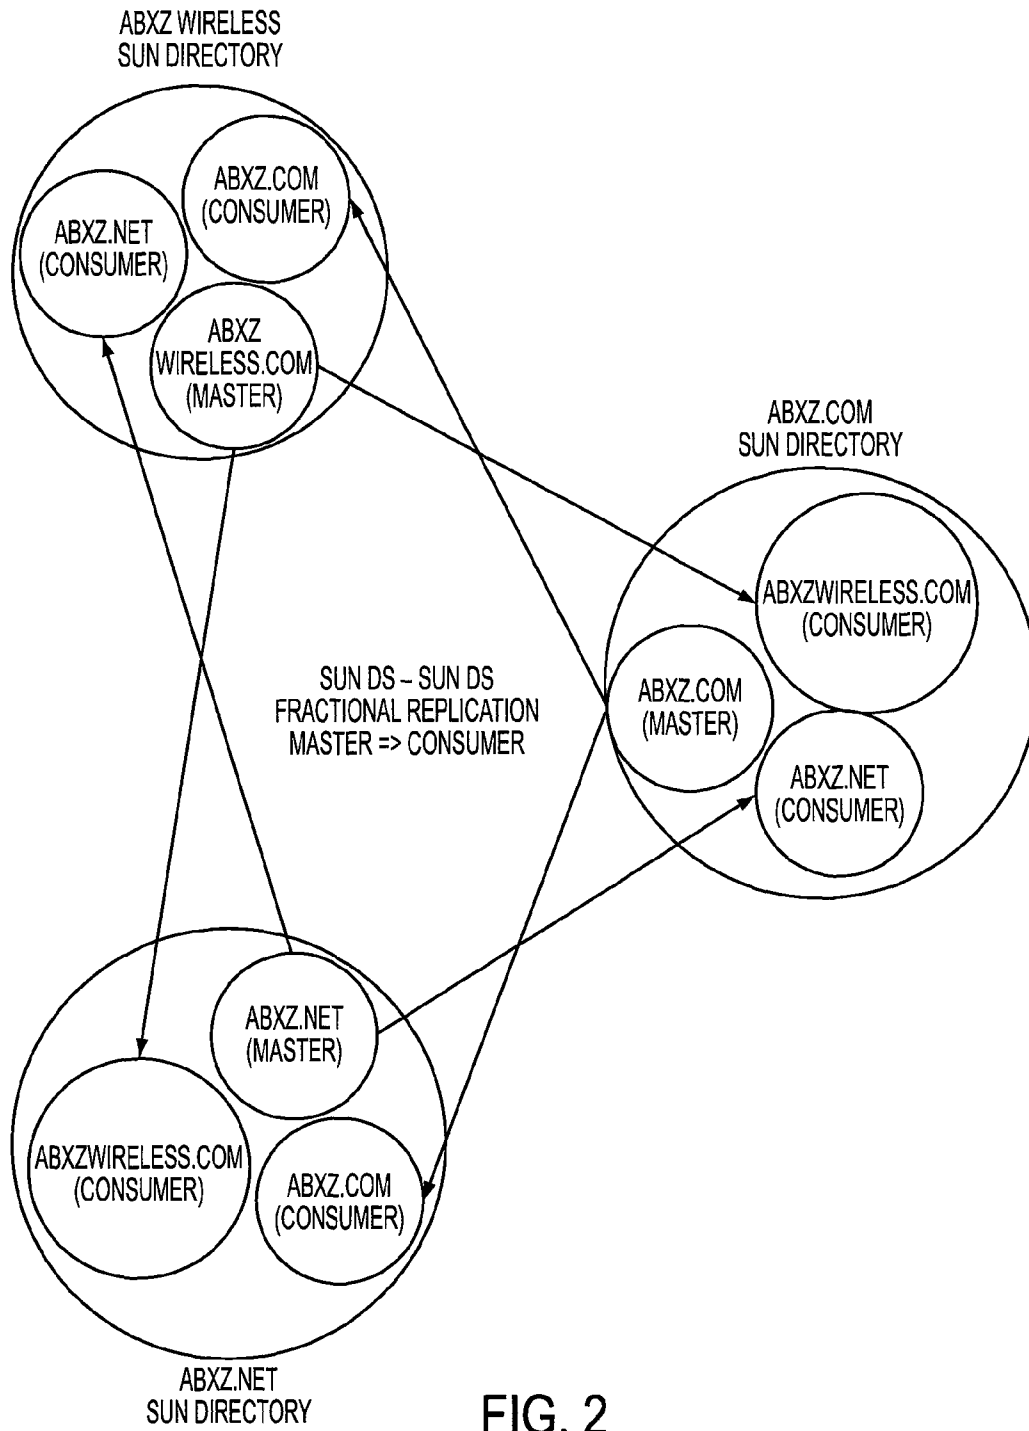 ABXZ WIRELESS
SUN DIRECTORY
ABXZ.COM
(CONSUMER)
ABXZ.NET
(CONSUMER)
ABXZ
WIRELESS.COM
(MASTER)
ABXZ.COM
SUN DIRECTORY
ABXZWIRELESS.COM
(CONSUMER)
ABXZ.COM
(MASTER)
ABXZ.NET
(CONSUMER)
SUN DS – SUN DS
FRACTIONAL REPLICATION
MASTER => CONSUMER
ABXZ.NET
(MASTER)
ABXZWIRELESS.COM
(CONSUMER)
ABXZ.COM
(CONSUMER)
ABXZ.NET
SUN DIRECTORY
FIG. 2